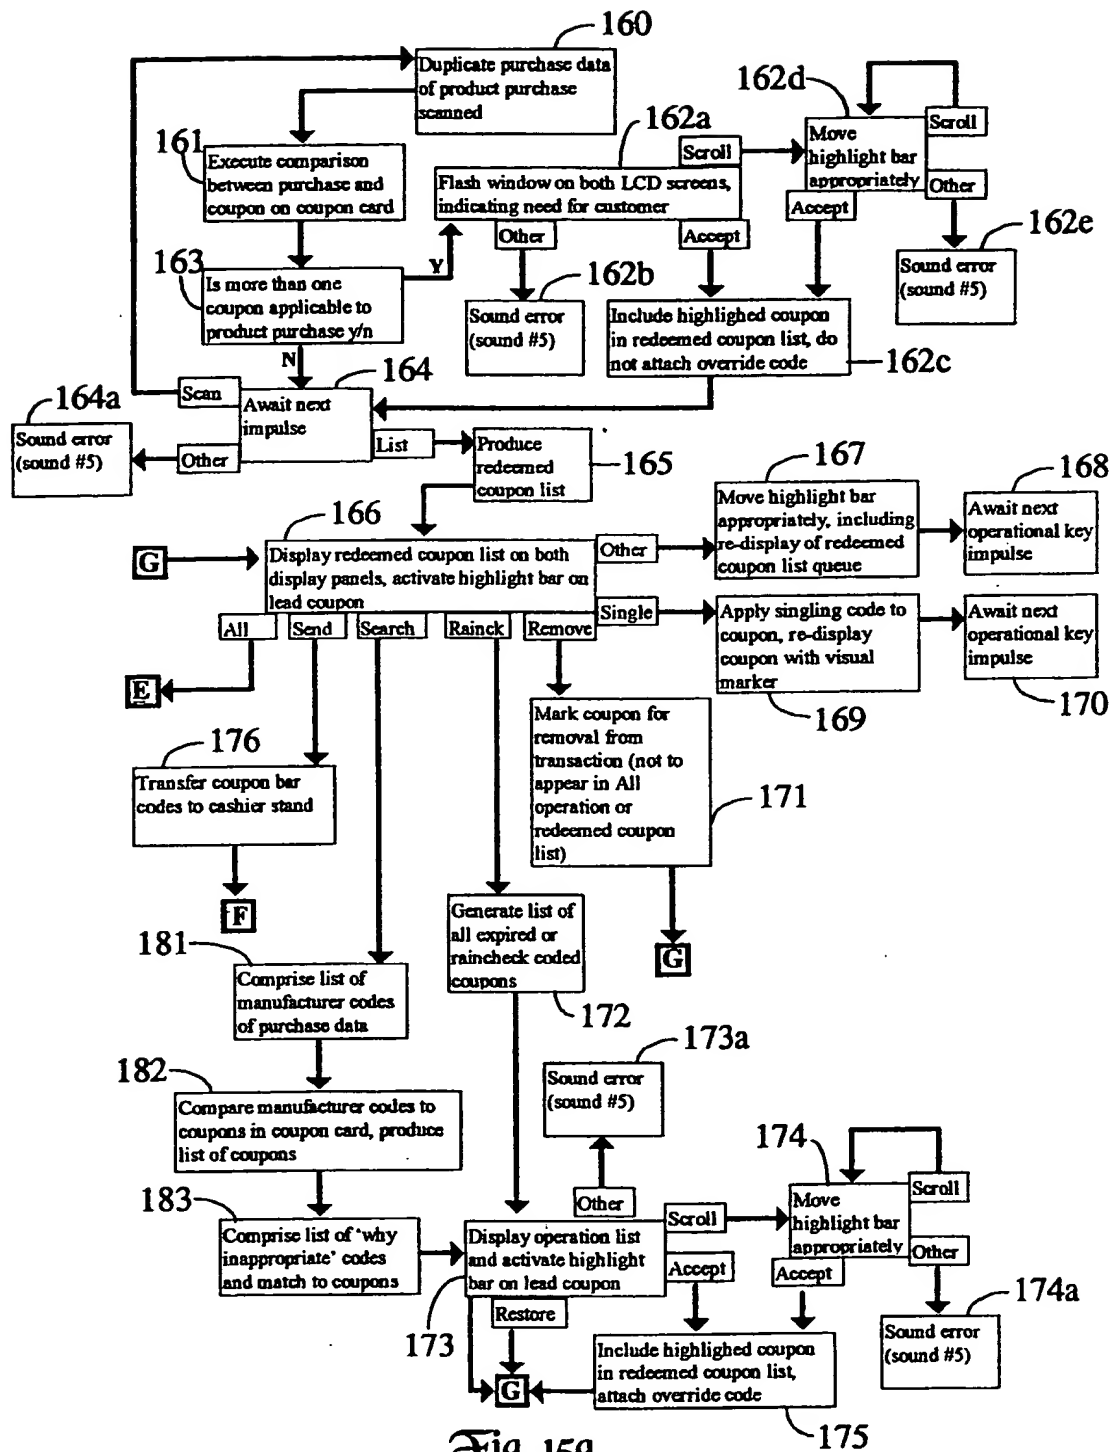 160
Duplicate purchase data
of product purchase
scanned
161
Execute comparison
between purchase and
coupon on coupon card
163
Is more than one
coupon applicable to
product purchase y/n
Y
N
162a
Scroll
Flash window on both LCD screens,
indicating need for customer
Other
Accept
162b
Sound error
(sound #5)
162d
Move
highlight bar
appropriately
Scroll
Other
Accept
162e
Sound error
(sound #5)
Include highlighed coupon
in redeemed coupon list, do
not attach override code
162c
164
Scan
Await next
impulse
Other
List
164a
Sound error
(sound #5)
Produce
redeemed
coupon list
165
166
G
Display redeemed coupon list on both
display panels, activate highlight bar on
lead coupon
Other
Single
All
Send
Search
Rainck
Remove
167
Move highlight bar
appropriately, including
re-display of redeemed
coupon list queue
168
Await next
operational key
impulse
Apply singling code to
coupon, re-display
coupon with visual
marker
169
Await next
operational key
impulse
170
E
176
Transfer coupon bar
codes to cashier stand
F
Mark coupon for
removal from
transaction (not to
appear in All
operation or
redeemed coupon
list)
171
G
Generate list of
all expired or
raincheck coded
coupons
172
181
Comprise list of
manufacturer codes
of purchase data
182
Compare manufacturer codes to
coupons in coupon card, produce
list of coupons
183
Comprise list of 'why
inappropriate' codes
and match to coupons
173a
Sound error
(sound #5)
Other
Display operation list
and activate highlight
bar on lead coupon
173
Scroll
Accept
Restore
174
Move
highlight bar
appropriately
Scroll
Other
Accept
174a
Sound error
(sound #5)
G
Include highlighed coupon
in redeemed coupon list,
attach override code
175
Fig. 159